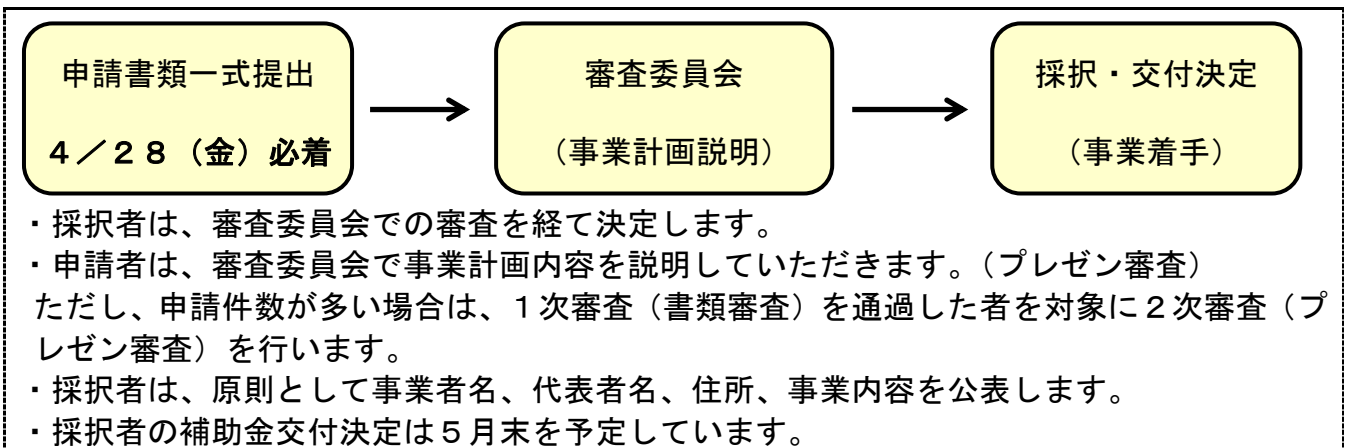 申請書類一式提出
４／２８（金）必着
審査委員会
（事業計画説明）
採択・交付決定
（事業着手）
・採択者は、審査委員会での審査を経て決定します。
・申請者は、審査委員会で事業計画内容を説明していただきます。（プレゼン審査）
ただし、申請件数が多い場合は、１次審査（書類審査）を通過した者を対象に２次審査（プ
レゼン審査）を行います。
・採択者は、原則として事業者名、代表者名、住所、事業内容を公表します。
・採択者の補助金交付決定は５月末を予定しています。